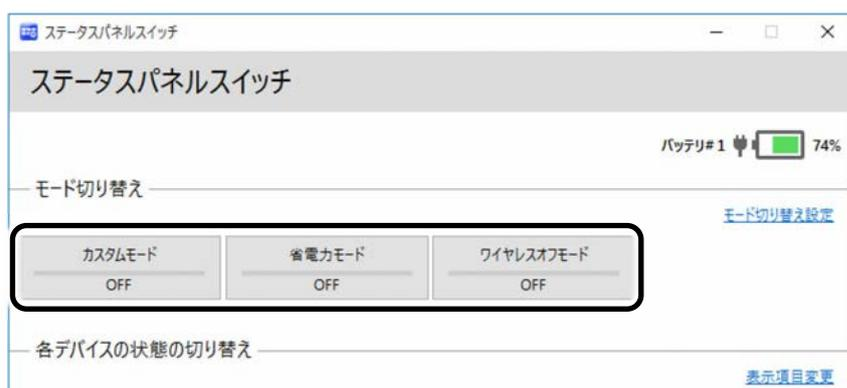 ステータスパネルスイッチ
ステータスパネルスイッチ
バッテリ#1 74%
モード切り替え
モード切り替え設定
カスタムモード 省電力モード ワイヤレスオフモード
OFF OFF OFF
各デバイスの状態の切り替え
表示項目変更